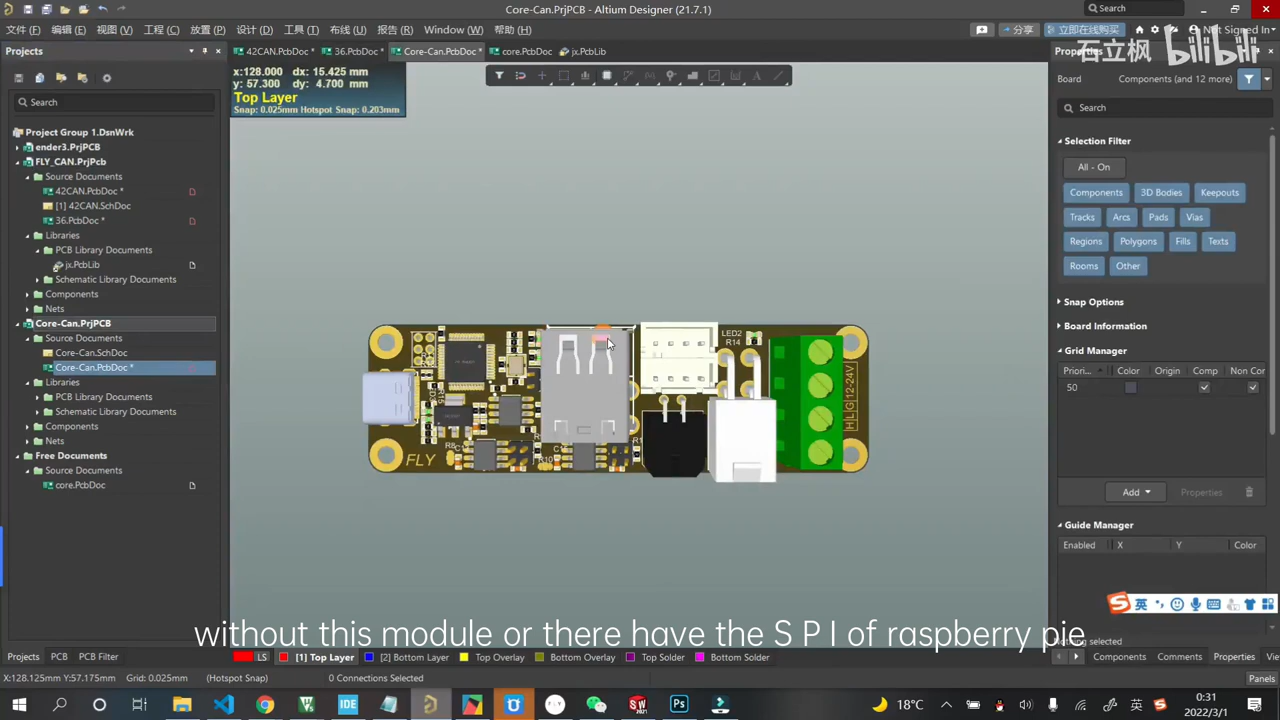 Core-Can.PrjPCB - Altium Designer (21.7.1)
Search
文件 (F)
编辑 (E)
视图 (V)
工程 (C)
放置 (P)
设计 (D)
工具 (T)
布线 (U)
报告 (R)
Window (W)
帮助 (H)
分享
立即在线购买
Not Signed In
石立枫 bilibili
Projects
42CAN.PcbDoc *
36.PcbDoc *
Core-Can.PcbDoc *
core.PcbDoc
jx.PcbLib
Properties
x:128.000 dx: 15.425 mm
y: 57.300 dy: 4.700 mm
Top Layer
Snap: 0.025mm Hotspot Snap: 0.203mm
Board
Components (and 12 more)
Search
Search
Project Group 1.DsnWrk
ender3.PrjPCB
FLY_CAN.PrjPcb
Source Documents
42CAN.PcbDoc *
[1] 42CAN.SchDoc
36.PcbDoc *
Libraries
PCB Library Documents
jx.PcbLib
Schematic Library Documents
Components
Nets
Core-Can.PrjPCB
Source Documents
Core-Can.SchDoc
Core-Can.PcbDoc *
Libraries
PCB Library Documents
Schematic Library Documents
Components
Nets
Free Documents
Source Documents
core.PcbDoc
LED2
R14
12-24V
H|L|G
R8
R10
FLY
Selection Filter
All - On
Components
3D Bodies
Keepouts
Tracks
Arcs
Pads
Vias
Regions
Polygons
Fills
Texts
Rooms
Other
Snap Options
Board Information
Grid Manager
Priori...
Color
Origin
Comp
Non Cor
50
Add
Properties
Guide Manager
Enabled
X
Y
Color
英
without this module or there have the S P I of raspberry pie
selected
Projects
PCB
PCB Filter
LS
[1] Top Layer
[2] Bottom Layer
Top Overlay
Bottom Overlay
Top Solder
Bottom Solder
Components
Comments
Properties
X:128.125mm Y:57.175mm
Grid: 0.025mm
(Hotspot Snap)
0 Connections Selected
Panels
IDE
FLY
SW
Ps
18°C
英
0:31
2022/3/1